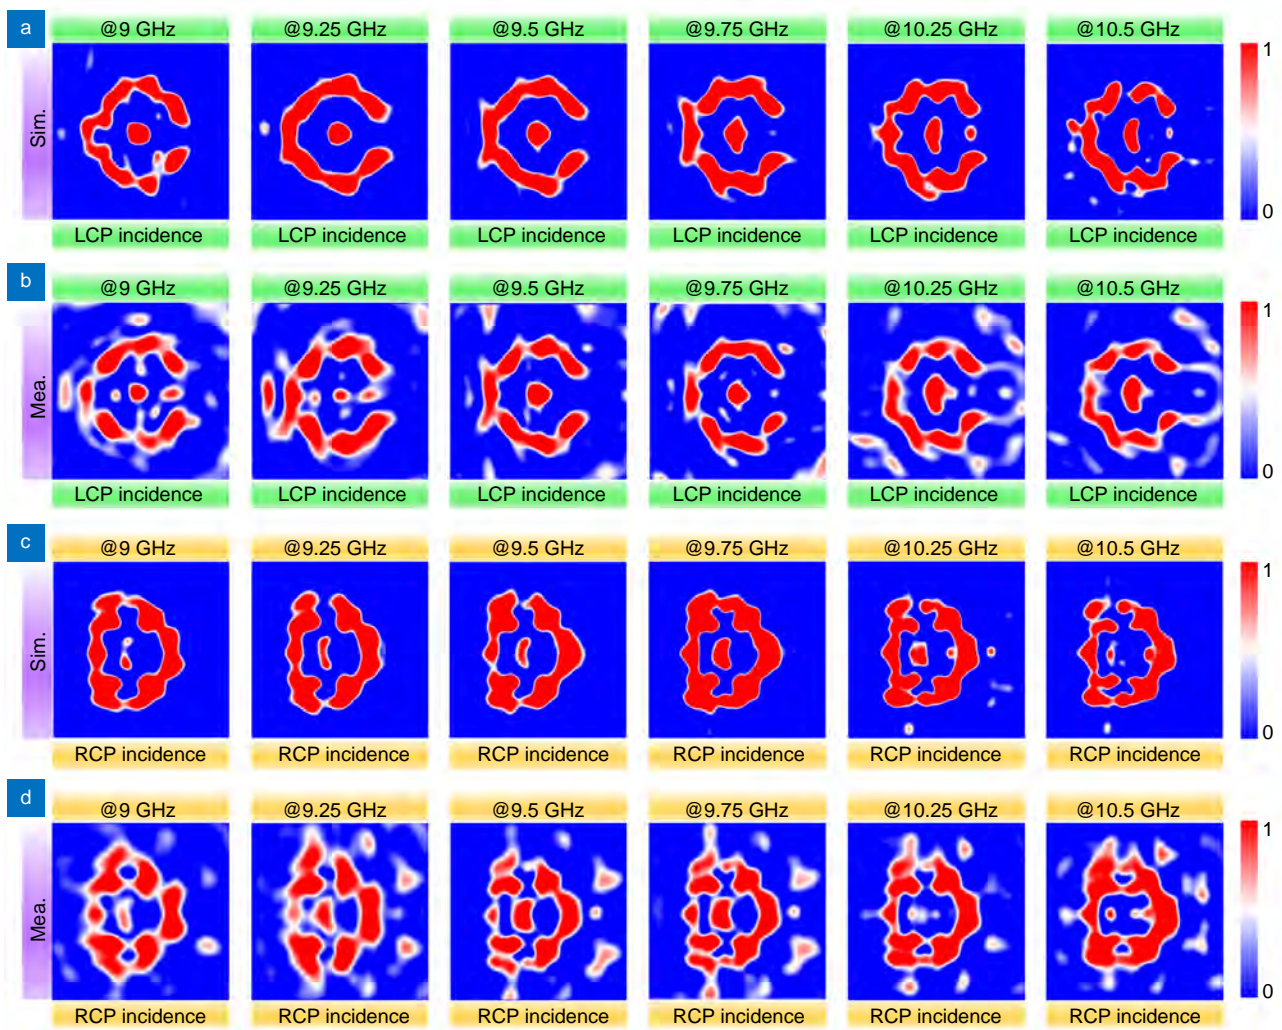 a
@9 GHz @9.25 GHz @9.5 GHz @9.75 GHz @10.25 GHz @10.5 GHz
Sim.
1
0
LCP incidence LCP incidence LCP incidence LCP incidence LCP incidence LCP incidence
b
@9 GHz @9.25 GHz @9.5 GHz @9.75 GHz @10.25 GHz @10.5 GHz
Mea.
1
0
LCP incidence LCP incidence LCP incidence LCP incidence LCP incidence LCP incidence
c
@9 GHz @9.25 GHz @9.5 GHz @9.75 GHz @10.25 GHz @10.5 GHz
Sim.
1
0
RCP incidence RCP incidence RCP incidence RCP incidence RCP incidence RCP incidence
d
@9 GHz @9.25 GHz @9.5 GHz @9.75 GHz @10.25 GHz @10.5 GHz
Mea.
1
0
RCP incidence RCP incidence RCP incidence RCP incidence RCP incidence RCP incidence